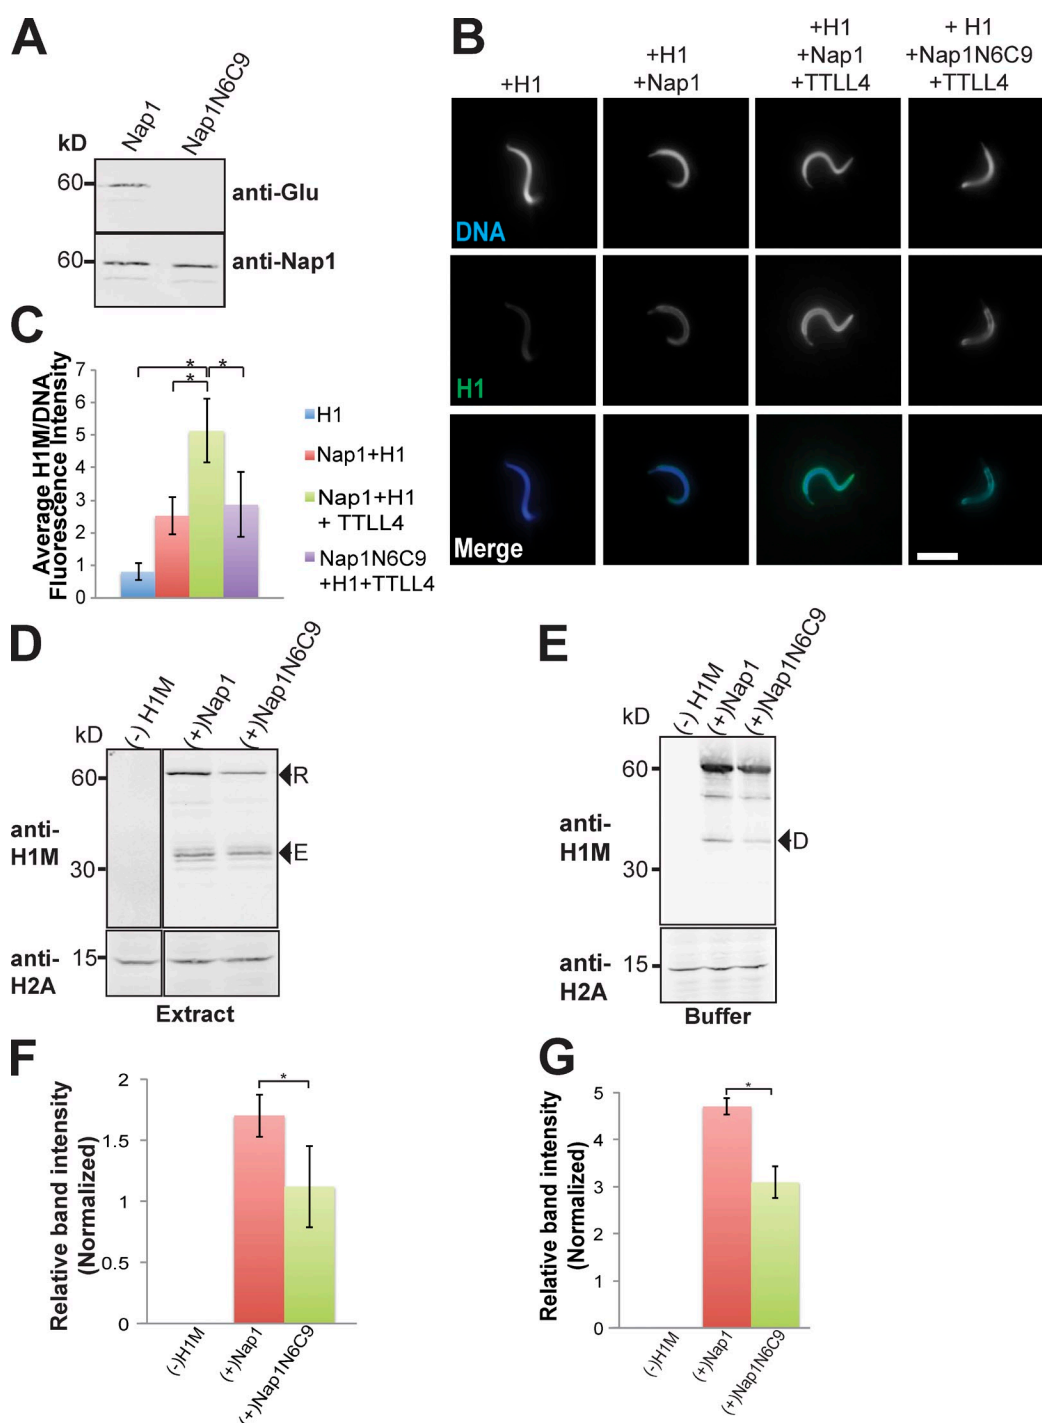 A
Nap1
Nap1N6C9
kD
60
anti-Glu
60
anti-Nap1
B
+H1
+H1
+Nap1
+H1
+Nap1
+TTLL4
+ H1
+Nap1N6C9
+TTLL4
DNA
H1
Merge
C
Average H1M/DNA
Fluorescence Intensity
7
6
5
4
3
2
1
0
*
*
*
H1
Nap1+H1
Nap1+H1
+ TTLL4
Nap1N6C9
+H1+TTLL4
D
kD
(-) H1M
(+)Nap1
(+)Nap1N6C9
60
R
anti-
H1M
E
30
anti-
H2A
15
Extract
E
kD
(-) H1M
(+)Nap1
(+)Nap1N6C9
60
anti-
H1M
D
30
anti-
H2A
15
Buffer
F
Relative band intensity
(Normalized)
2
1.5
1
0.5
0
*
(-)H1M
(+)Nap1
(+)Nap1N6C9
G
Relative band intensity
(Normalized)
5
4
3
2
1
0
*
(-)H1M
(+)Nap1
(+)Nap1N6C9